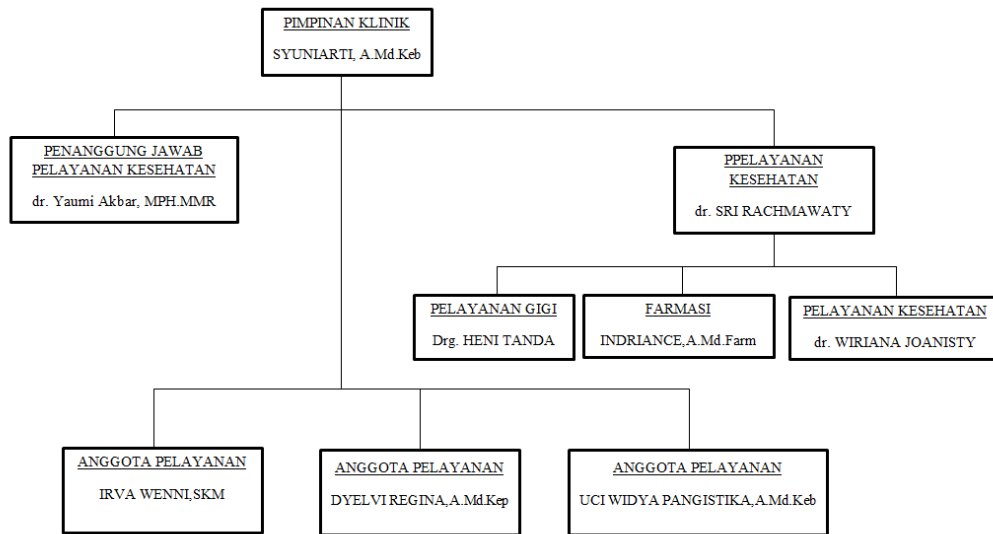 PIMPINAN KLINIK
SYUNIARTI, A.Md.Keb
PENANGGUNG JAWAB
PELAYANAN KESEHATAN
dr. Yaumi Akbar, MPH.MMR
PPELAYANAN
KESEHATAN
dr. SRI RACHMAWATY
PELAYANAN GIGI
Drg. HENI TANDA
FARMASI
INDRIANCE,A.Md.Farm
PELAYANAN KESEHATAN
dr. WIRIANA JOANISTY
ANGGOTA PELAYANAN
IRVA WENNI,SKM
ANGGOTA PELAYANAN
DYELVI REGINA,A.Md.Kep
ANGGOTA PELAYANAN
UCI WIDYA PANGISTIKA,A.Md.Keb